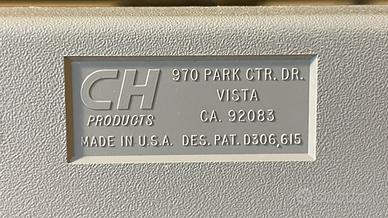 CH
PRODUCTS
970 PARK CTR. DR.
VISTA
CA. 92083
MADE IN U.S.A. DES. PAT. D306,615